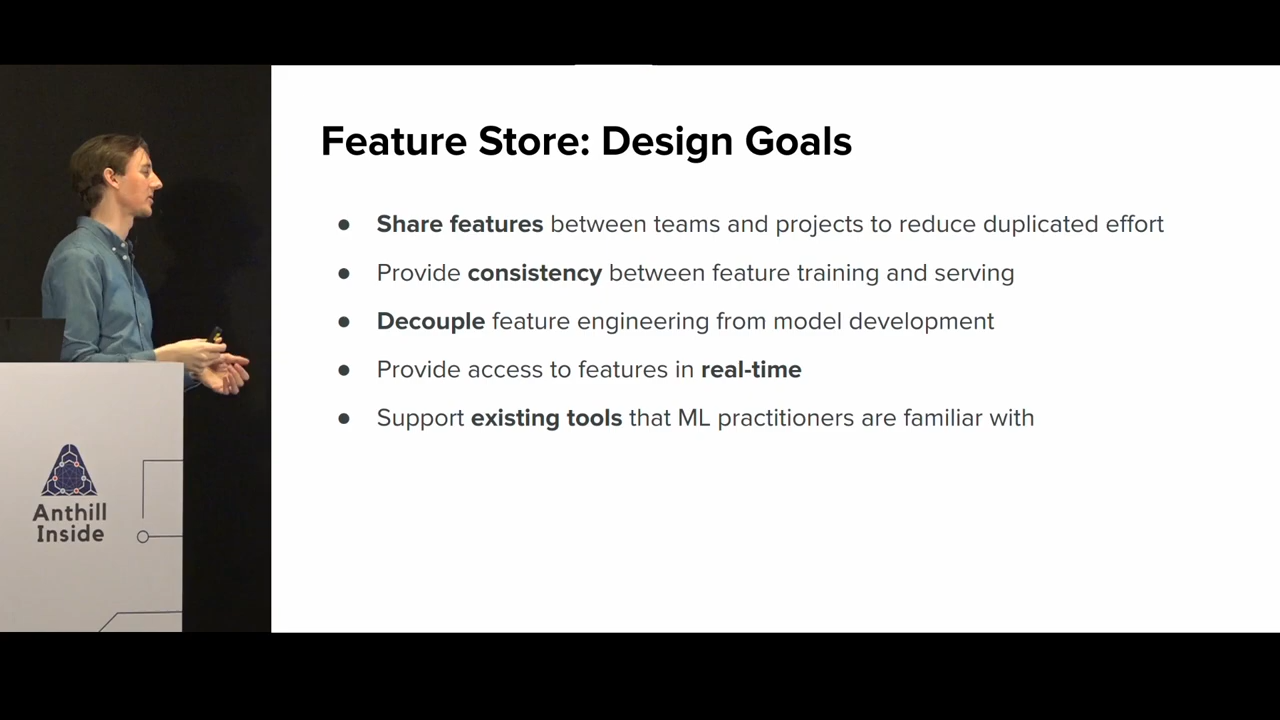 Feature Store: Design Goals
● Share features between teams and projects to reduce duplicated effort
● Provide consistency between feature training and serving
● Decouple feature engineering from model development
● Provide access to features in real-time
● Support existing tools that ML practitioners are familiar with
Anthill
Inside